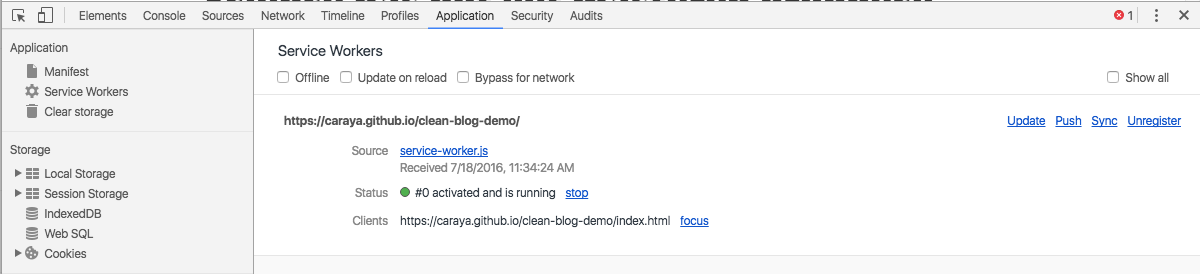 Elements Console Sources Network Timeline Profiles Application Security Audits 1
Application
Manifest
Service Workers
Clear storage
Storage
Local Storage
Session Storage
IndexedDB
Web SQL
Cookies
Service Workers
Offline Update on reload Bypass for network Show all
https://caraya.github.io/clean-blog-demo/ Update Push Sync Unregister
Source service-worker.js
Received 7/18/2016, 11:34:24 AM
Status #0 activated and is running stop
Clients https://caraya.github.io/clean-blog-demo/index.html focus